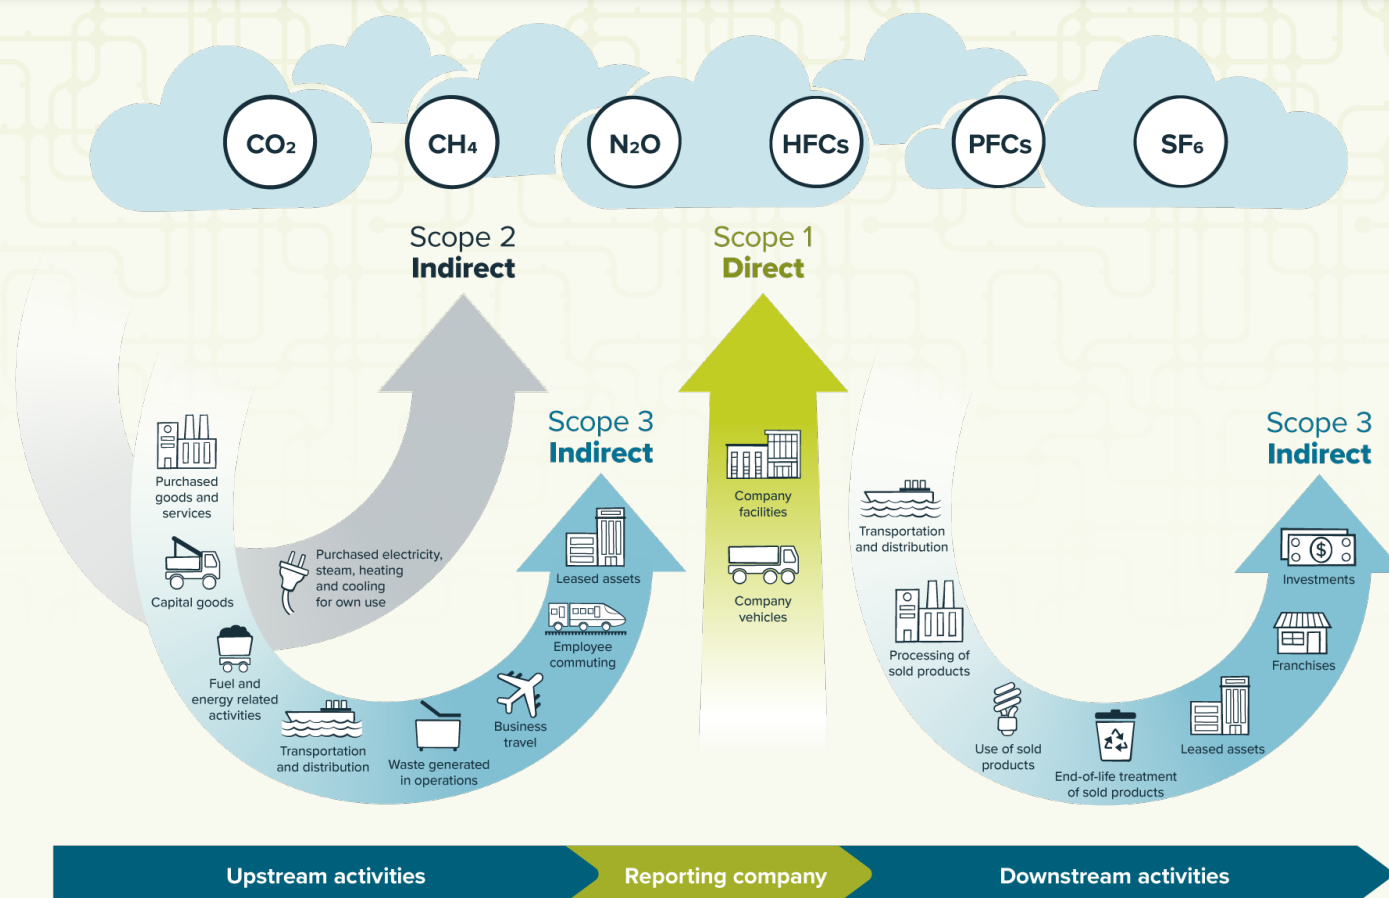 CO₂
CH₄
N₂O
HFCs
PFCs
SF₆
Scope 2
Indirect
Scope 1
Direct
Scope 3
Indirect
Scope 3
Indirect
Purchased
goods and
services
Capital goods
Fuel and
energy related
activities
Transportation
and distribution
Waste generated
in operations
Business
travel
Employee
commuting
Leased assets
Purchased electricity,
steam, heating
and cooling
for own use
Company
facilities
Company
vehicles
Transportation
and distribution
Processing of
sold products
Use of sold
products
End-of-life treatment
of sold products
Leased assets
Franchises
Investments
$
Upstream activities
Reporting company
Downstream activities